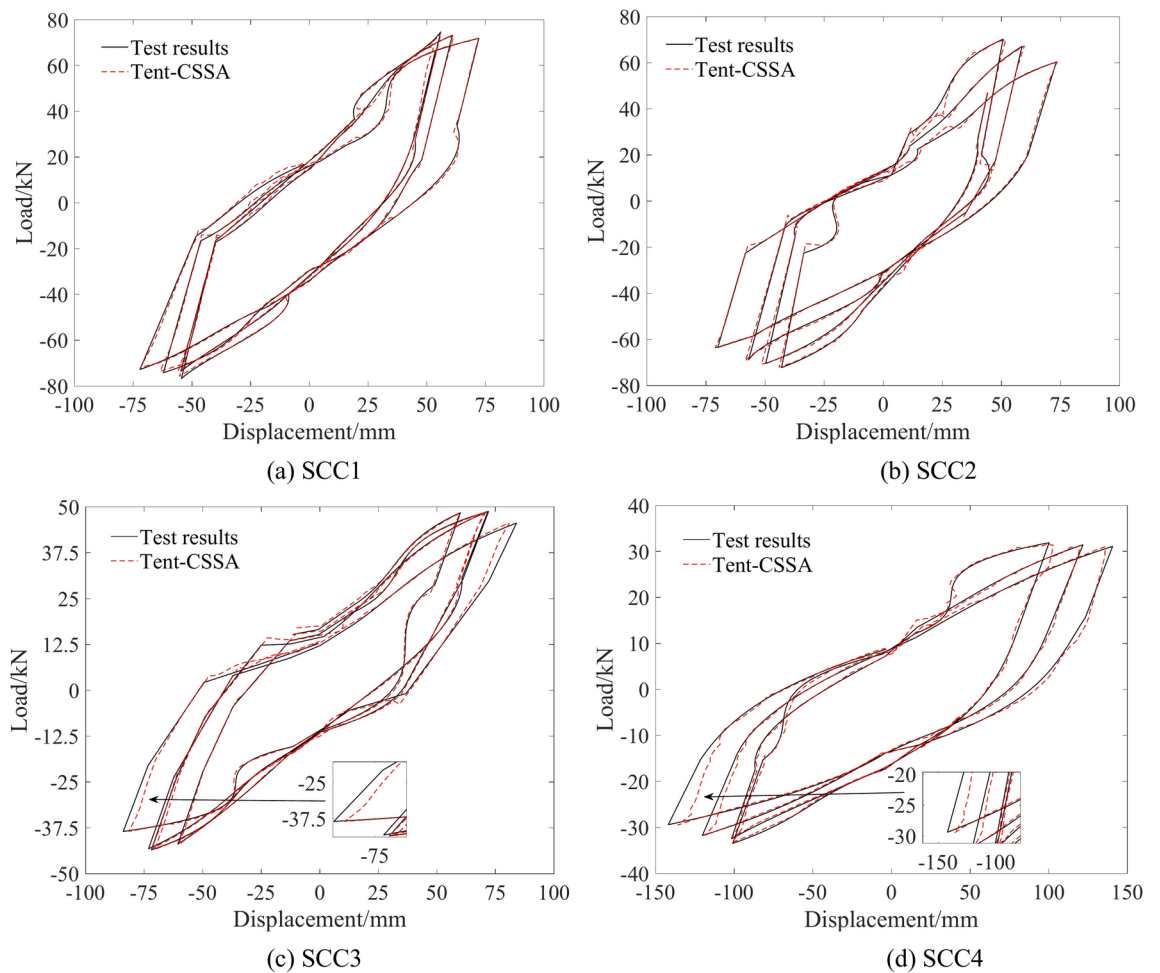 80
60
40
20
0
-20
-40
-60
-80
Load/kN
Test results
Tent-CSSA
-100 -75 -50 -25 0 25 50 75 100
Displacement/mm
(a) SCC1
80
60
40
20
0
-20
-40
-60
-80
Load/kN
Test results
Tent-CSSA
-100 -75 -50 -25 0 25 50 75 100
Displacement/mm
(b) SCC2
50
37.5
25
12.5
0
-12.5
-25
-37.5
-50
Load/kN
Test results
Tent-CSSA
-25
-37.5
-75
-100 -75 -50 -25 0 25 50 75 100
Displacement/mm
(c) SCC3
40
30
20
10
0
-10
-20
-30
-40
Load/kN
Test results
Tent-CSSA
-20
-25
-30
-150 -100
-150 -100 -50 0 50 100 150
Displacement/mm
(d) SCC4